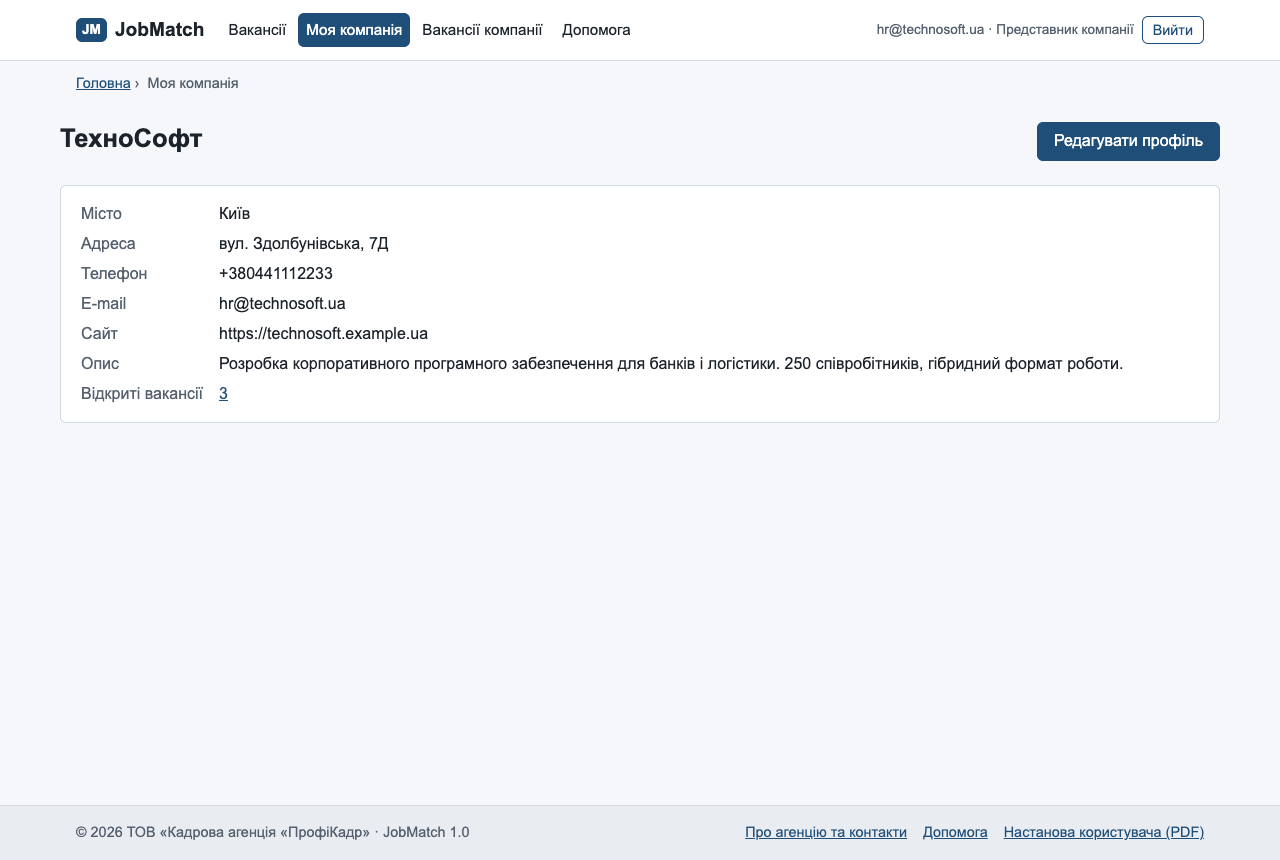 JM JobMatch Вакансії Моя компанія Вакансії компанії Допомога hr@technosoft.ua · Представник компанії Вийти
Головна › Моя компанія
ТехноСофт Редагувати профіль
Місто Київ
Адреса вул. Здолбунівська, 7Д
Телефон +380441112233
E-mail hr@technosoft.ua
Сайт https://technosoft.example.ua
Опис Розробка корпоративного програмного забезпечення для банків і логістики. 250 співробітників, гібридний формат роботи.
Відкриті вакансії 3
© 2026 ТОВ «Кадрова агенція «ПрофіКадр» · JobMatch 1.0 Про агенцію та контакти Допомога Настанова користувача (PDF)